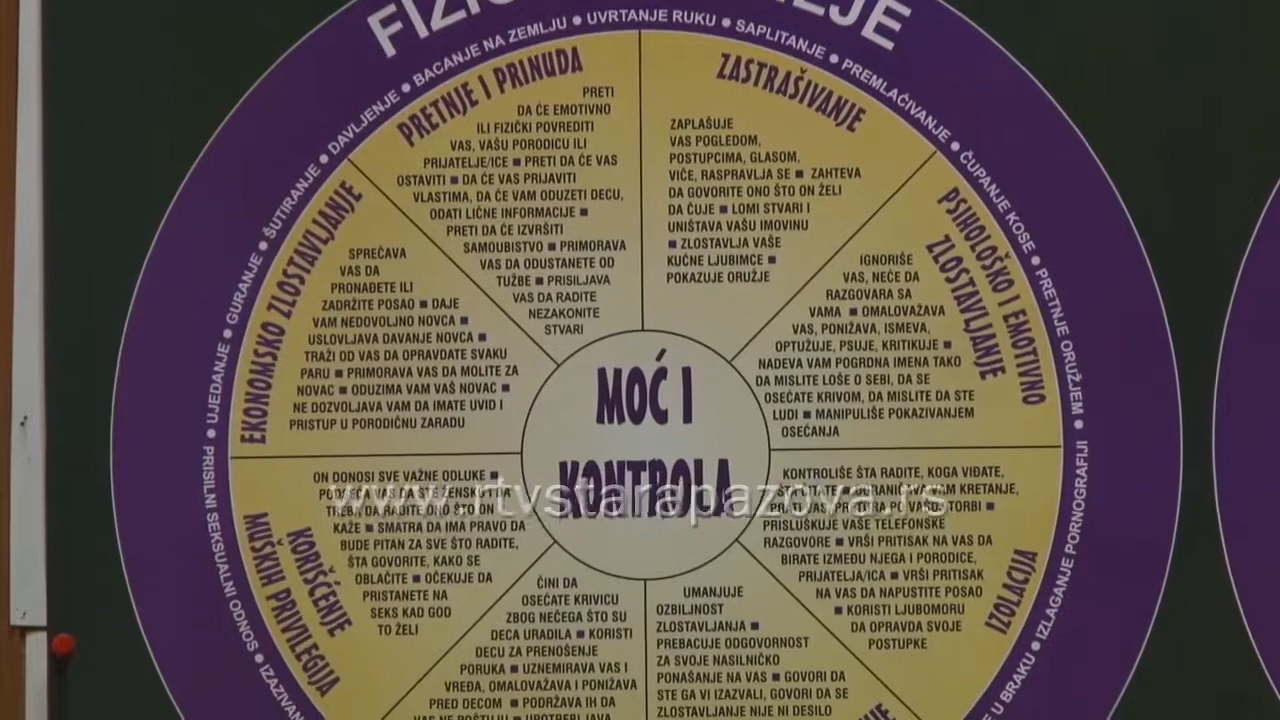 BACANJE NA ZEMLJU ● UVRTANJE RUKU ● SAPLITANJE ● PREMLAĆIVANJE ● ČUPANJE KOSE ● PRETNJE ORUŽJEM ● IZLAGANJE PORNOGRAFIJI
DAVLJENJE ●
ŠUTIRANJE ●
GURANJE ●
UJEDANJE ●
PRISILNI SEKSUALNI ODNOS ●
U BRAKU ●
PRETNJE I PRINUDA
PRETI
DA ĆE EMOTIVNO
ILI FIZIČKI POVREDITI
VAS, VAŠU PORODICU ILI
PRIJATELJE/ICE ■ PRETI DA ĆE VAS
OSTAVITI ■ DA ĆE VAS PRIJAVITI
VLASTIMA, DA ĆE VAM ODUZETI DECU,
ODATI LIČNE INFORMACIJE ■
PRETI DA ĆE IZVRŠITI
SAMOUBISTVO ■ PRIMORAVA
VAS DA ODUSTANETE OD
TUŽBE ■ PRISILJAVA
VAS DA RADITE
NEZAKONITE
STVARI
ZASTRAŠIVANJE
ZAPLAŠUJE
VAS POGLEDOM,
POSTUPCIMA, GLASOM,
VIČE, RASPRAVLJA SE ■ ZAHTEVA
DA GOVORITE ONO ŠTO ON ŽELI
DA ČUJE ■ LOMI STVARI I
UNIŠTAVA VAŠU IMOVINU
■ ZLOSTAVLJA VAŠE
KUĆNE LJUBIMCE ■
POKAZUJE ORUŽJE
PSIHOLOŠKO I EMOTIVNO
ZLOSTAVLJANJE
IGNORIŠE
VAS, NEĆE DA
RAZGOVARA SA
VAMA ■ OMALOVAŽAVA
VAS, PONIŽAVA, ISMEVA,
OPTUŽUJE, PSUJE, KRITIKUJE ■
NADEVA VAM POGRDNA IMENA TAKO
DA MISLITE LOŠE O SEBI, DA SE
OSEĆATE KRIVOM, DA MISLITE DA STE
LUDI ■ MANIPULIŠE POKAZIVANJEM
OSEĆANJA
EKONOMSKO ZLOSTAVLJANJE
SPREČAVA
VAS DA
PRONAĐETE ILI
ZADRŽITE POSAO ■ DAJE
VAM NEDOVOLJNO NOVCA ■
USLOVLJAVA DAVANJE NOVCA ■
TRAŽI OD VAS DA OPRAVDATE SVAKU
PARU ■ PRIMORAVA VAS DA MOLITE ZA
NOVAC ■ ODUZIMA VAM VAŠ NOVAC ■
NE DOZVOLJAVA VAM DA IMATE UVID I
PRISTUP U PORODIČNU ZARADU
MOĆ I
KONTROLA
www.rtvstarapazova.rs
KORIŠĆENJE
MUŠKIH PRIVILEGIJA
ON DONOSI SVE VAŽNE ODLUKE ■
VAS DA STE ŽENSKO I DA
TREBA DA RADITE ONO ŠTO ON
KAŽE ■ SMATRA DA IMA PRAVO DA
BUDE PITAN ZA SVE ŠTO RADITE,
ŠTA GOVORITE, KAKO SE
OBLAČITE ■ OČEKUJE DA
PRISTANETE NA
SEKS KAD GOD
TO ŽELI
IZOLACIJA
KONTROLIŠE ŠTA RADITE, KOGA VIĐATE,
VAM KRETANJE,
PRATI VAS, PO VAŠOJ TORBI ■
PRISLUŠKUJE VAŠE TELEFONSKE
RAZGOVORE ■ VRŠI PRITISAK NA VAS DA
BIRATE IZMEĐU NJEGA I PORODICE,
PRIJATELJA/ICA ■ VRŠI PRITISAK
NA VAS DA NAPUSTITE POSAO
■ KORISTI LJUBOMORU
DA OPRAVDA SVOJE
POSTUPKE
ČINI DA
OSEĆATE KRIVICU
ZBOG NEČEGA ŠTO SU
DECA URADILA ■ KORISTI
DECU ZA PRENOŠENJE
PORUKA ■ UZNEMIRAVA VAS I
VREĐA, OMALOVAŽAVA I PONIŽAVA
PRED DECOM ■ PODRŽAVA IH DA
VAS NE POŠTUJU ■
UMANJUJE
OZBILJNOST
ZLOSTAVLJANJA ■
PREBACUJE ODGOVORNOST
ZA SVOJE NASILNIČKO
PONAŠANJE NA VAS ■ GOVORI DA
STE GA VI IZAZVALI, GOVORI DA SE
ZLOSTAVLJANJE NIJE NI DESILO